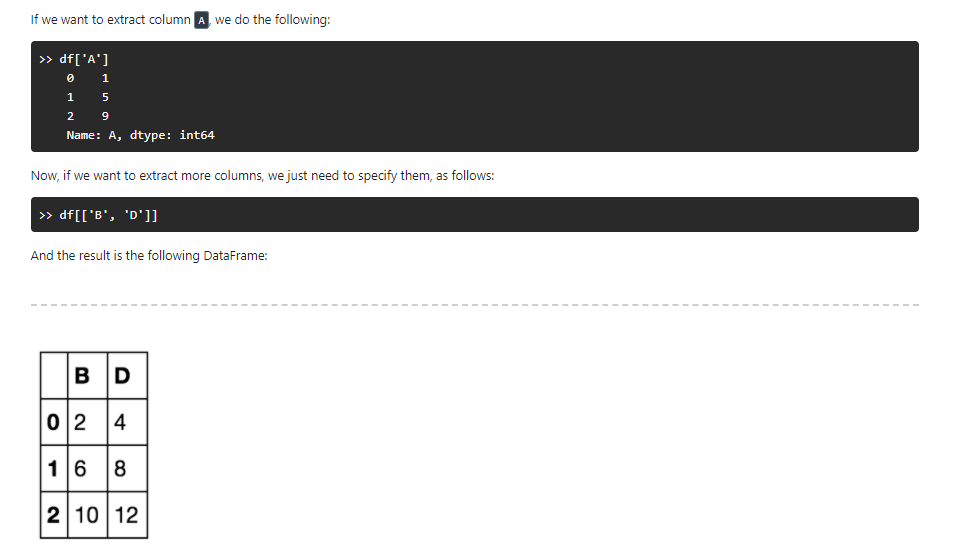 If we want to extract column A, we do the following:
>> df['A']
0 1
1 5
2 9
Name: A, dtype: int64
Now, if we want to extract more columns, we just need to specify them, as follows:
>> df[['B', 'D']]
And the result is the following DataFrame:
B D
0 2 4
1 6 8
2 10 12